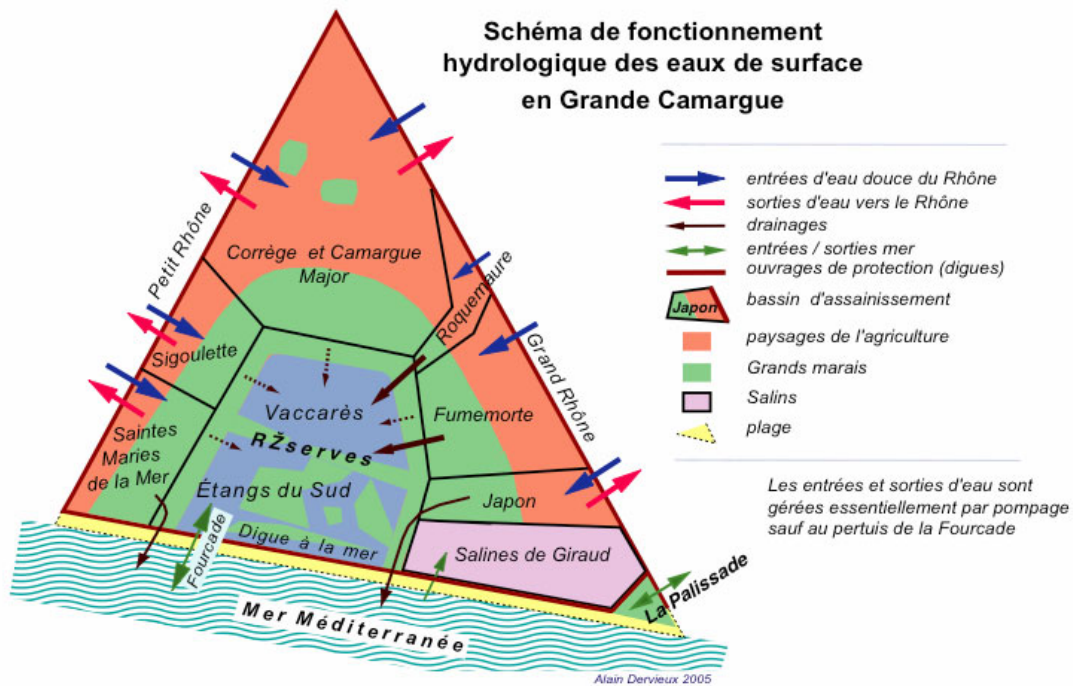 Schéma de fonctionnement
hydrologique des eaux de surface
en Grande Camargue
entrées d'eau douce du Rhône
sorties d'eau vers le Rhône
drainages
entrées / sorties mer
ouvrages de protection (digues)
Japon
bassin d'assainissement
paysages de l'agriculture
Grands marais
Salins
plage
Les entrées et sorties d'eau sont
gérées essentiellement par pompage
sauf au pertuis de la Fourcade
Petit Rhône
Corrège et Camargue
Major
Roquemaure
Grand Rhône
Sigoulette
Vaccarès
Fumemorte
RŽserves
Saintes
Maries
de la Mer
Étangs du Sud
Japon
Fourcade
Digue à la mer
Salines de Giraud
La Palissade
Mer Méditerranée
Alain Dervieux 2005